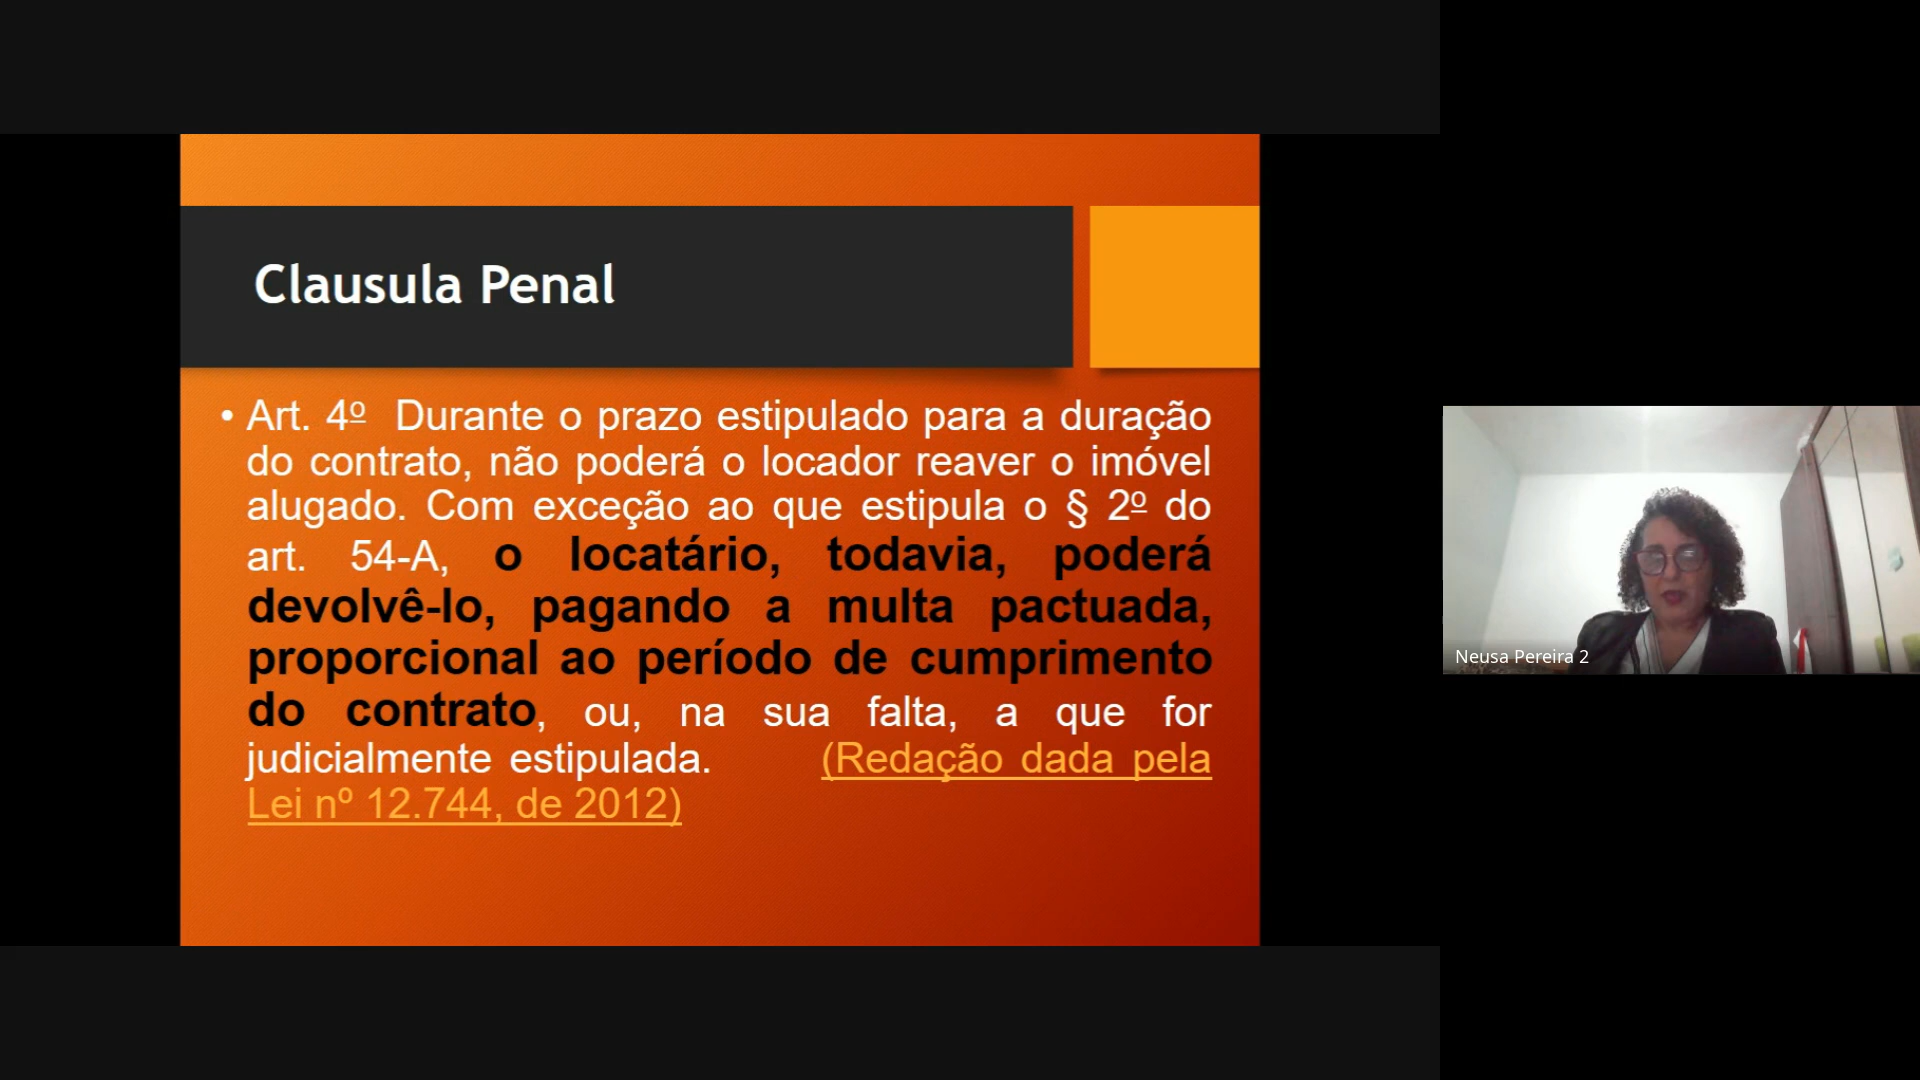 Clausula Penal
• Art. 4º Durante o prazo estipulado para a duração
do contrato, não poderá o locador reaver o imóvel
alugado. Com exceção ao que estipula o § 2º do
art. 54-A, o locatário, todavia, poderá
devolvê-lo, pagando a multa pactuada,
proporcional ao período de cumprimento
do contrato, ou, na sua falta, a que for
judicialmente estipulada. (Redação dada pela
Lei nº 12.744, de 2012)
Neusa Pereira 2